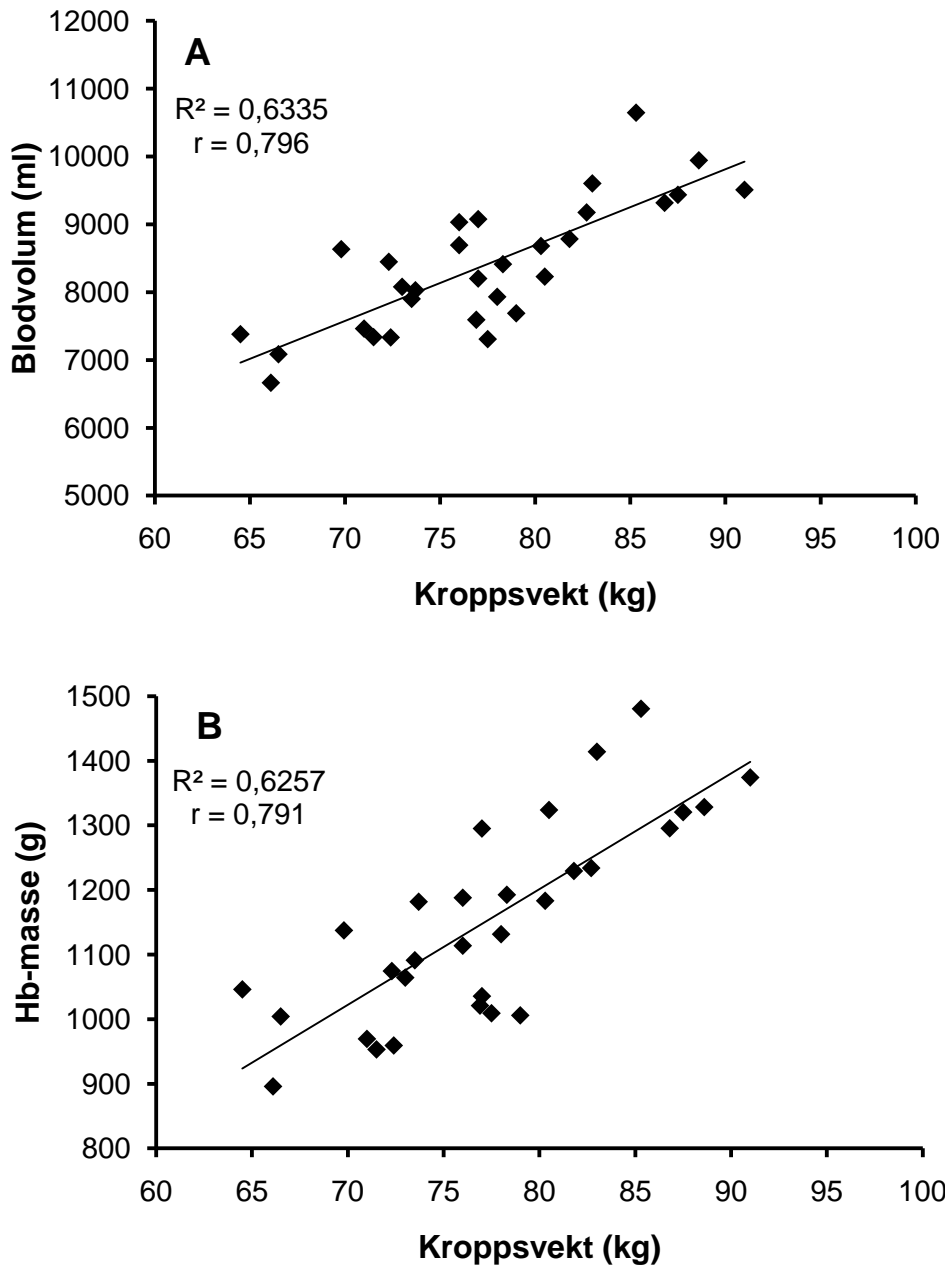 A
R² = 0,6335
r = 0,796
Blodvolum (ml)
12000
11000
10000
9000
8000
7000
6000
5000
60 65 70 75 80 85 90 95 100
Kroppsvekt (kg)
B
R² = 0,6257
r = 0,791
Hb-masse (g)
1500
1400
1300
1200
1100
1000
900
800
60 65 70 75 80 85 90 95 100
Kroppsvekt (kg)